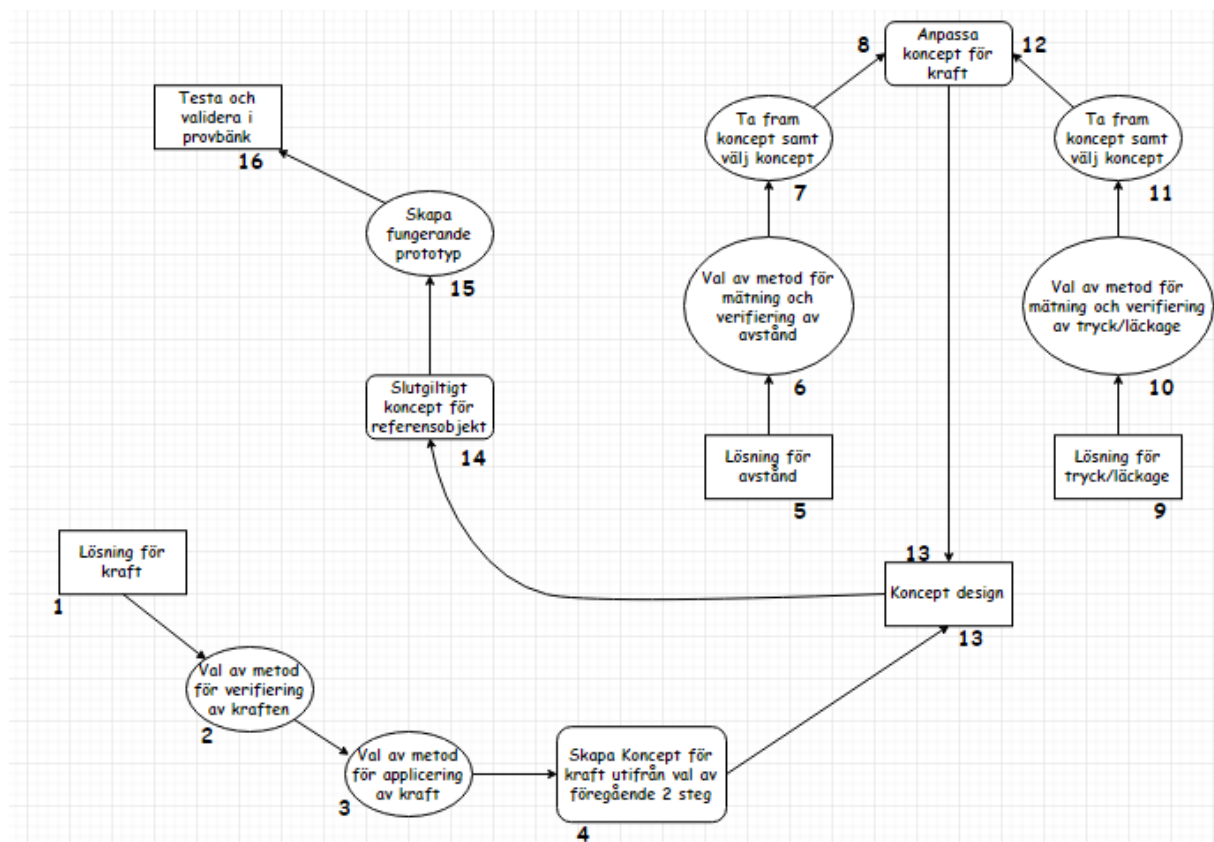 Anpassa
koncept för
kraft
8
12
Testa och
validera i
provbänk
16
Ta fram
koncept samt
välj koncept
7
Ta fram
koncept samt
välj koncept
11
Skapa
fungerande
prototyp
15
Val av metod för
mätning och
verifiering av
avstånd
6
Val av metod för
mätning och verifiering
av tryck/läckage
10
Slutgiltigt
koncept för
referensobjekt
14
Lösning för
avstånd
5
Lösning för
tryck/läckage
9
Lösning för
kraft
1
13
Koncept design
13
Val av metod
för verifiering
av kraften
2
Val av metod
för applicering
av kraft
3
Skapa Koncept för
kraft utifrån val av
föregående 2 steg
4